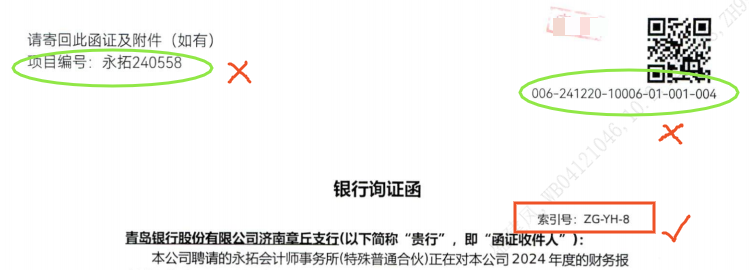 请寄回此函证及附件（如有）
项目编号：永拓240558
006-241220-10006-01-001-004
银行询证函
索引号：ZG-YH-8
青岛银行股份有限公司济南章丘支行(以下简称“贵行”，即“函证收件人”)：
本公司聘请的永拓会计师事务所(特殊普通合伙)正在对本公司 2024 年度的财务报